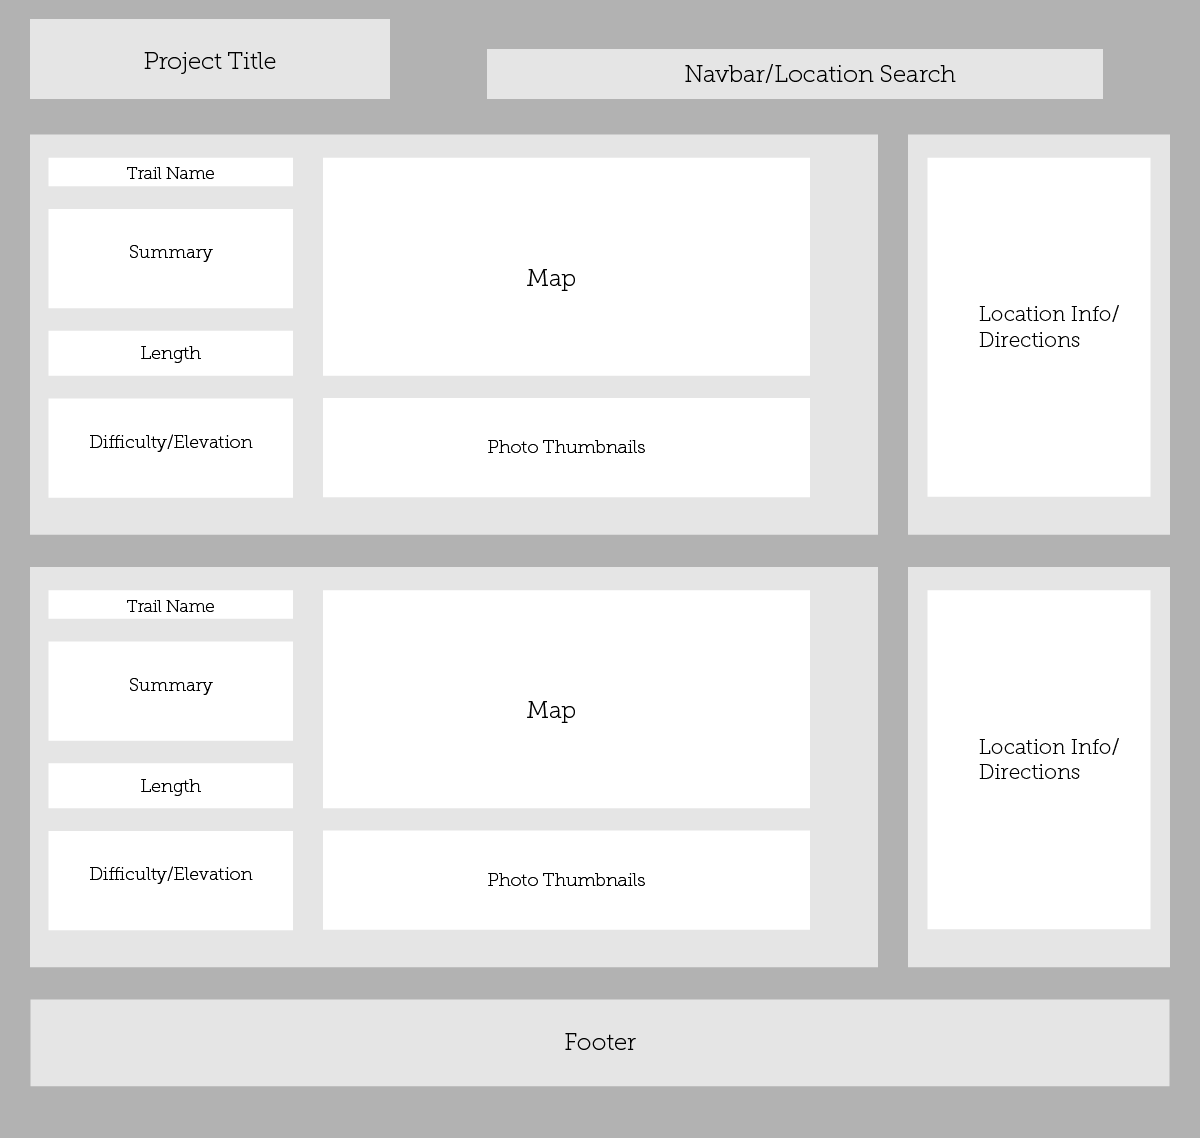 Project Title
Navbar/Location Search
Trail Name
Summary
Length
Difficulty/Elevation
Map
Photo Thumbnails
Location Info/
Directions
Trail Name
Summary
Length
Difficulty/Elevation
Map
Photo Thumbnails
Location Info/
Directions
Footer